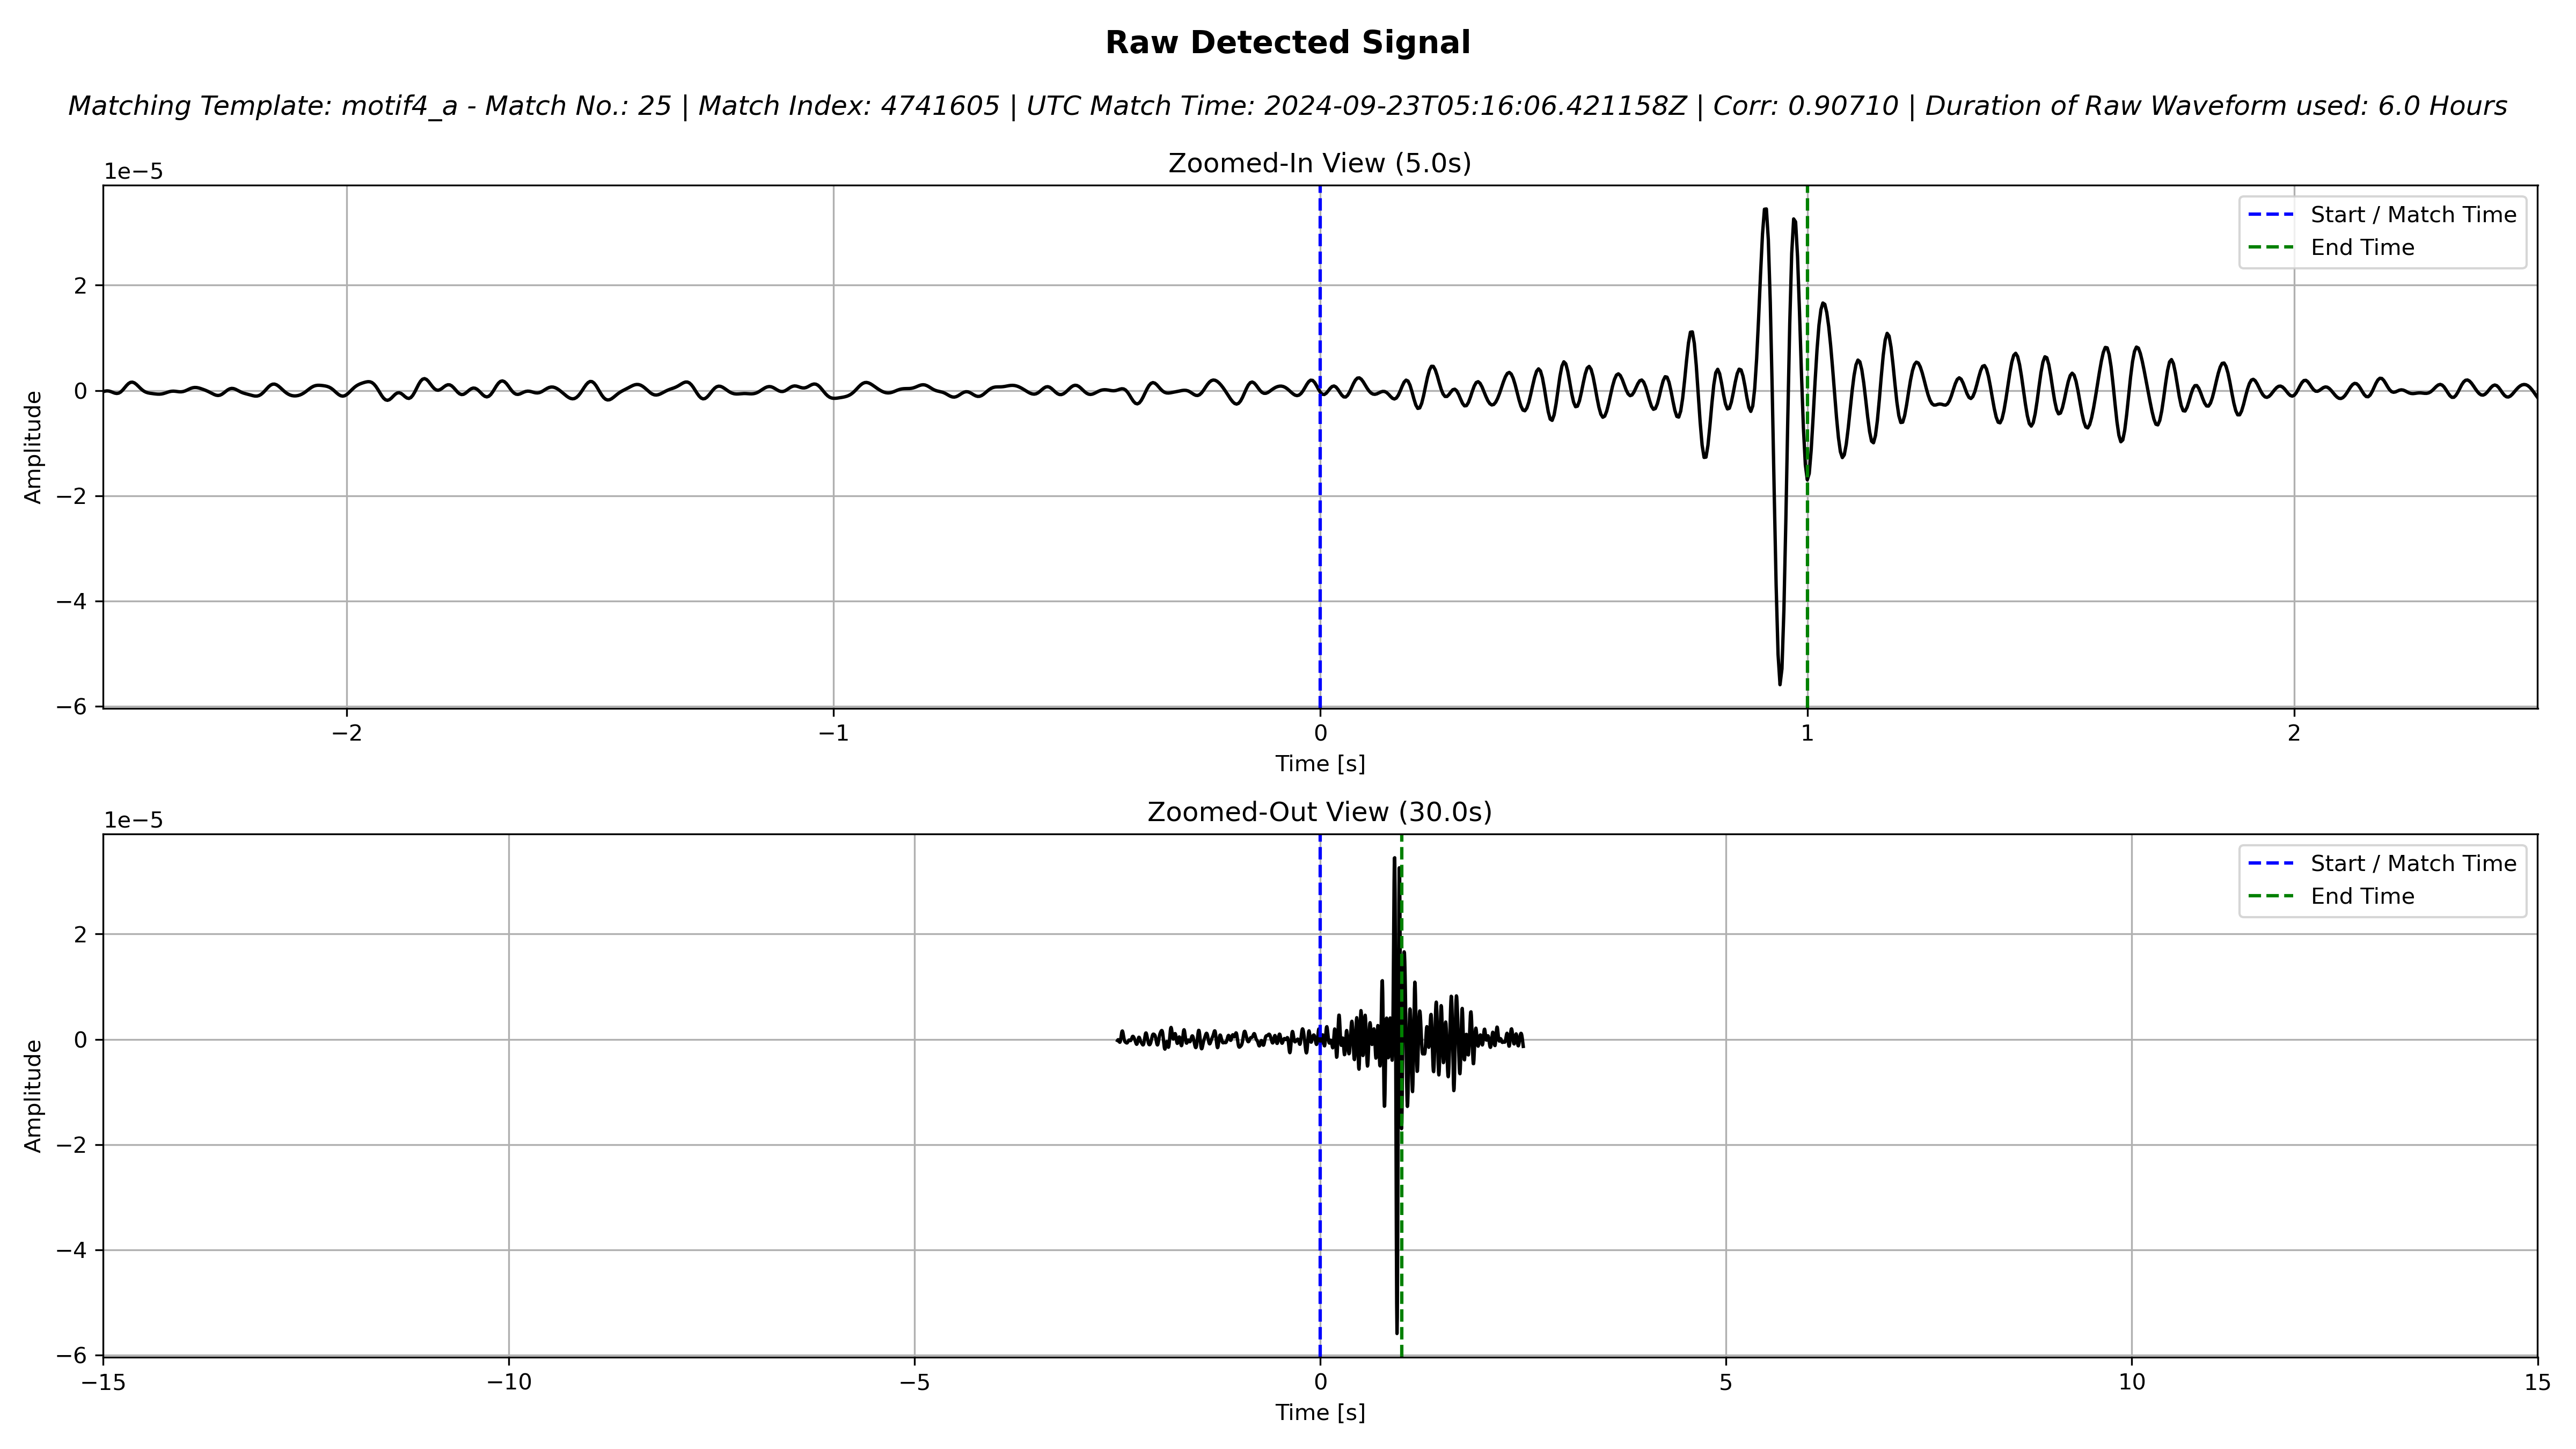 Raw Detected Signal
Matching Template: motif4_a - Match No.: 25 | Match Index: 4741605 | UTC Match Time: 2024-09-23T05:16:06.421158Z | Corr: 0.90710 | Duration of Raw Waveform used: 6.0 Hours
Zoomed-In View (5.0s)
1e−5
Start / Match Time
End Time
2
0
−2
−4
−6
Amplitude
−2 −1 0 1 2
Time [s]
Zoomed-Out View (30.0s)
1e−5
Start / Match Time
End Time
2
0
−2
−4
−6
Amplitude
−15 −10 −5 0 5 10 15
Time [s]